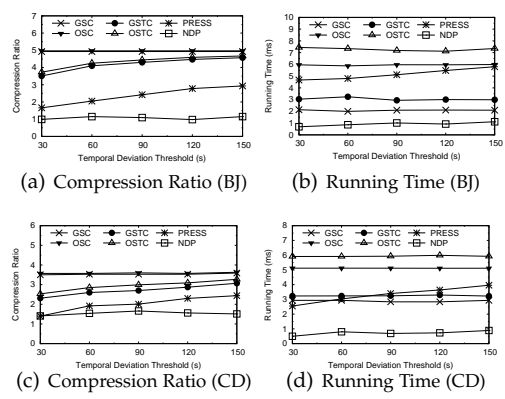 GSC GSTC PRESS
OSC OSTC NDP
Compression Ratio
7
6
5
4
3
2
1
0
30 60 90 120 150
Temporal Deviation Threshold (s)
(a) Compression Ratio (BJ)
GSC GSTC PRESS
OSC OSTC NDP
Running Time (ms)
10
9
8
7
6
5
4
3
2
1
0
30 60 90 120 150
Temporal Deviation Threshold (s)
(b) Running Time (BJ)
GSC GSTC PRESS
OSC OSTC NDP
Compression Ratio
6
5
4
3
2
1
0
30 60 90 120 150
Temporal Deviation Threshold (s)
(c) Compression Ratio (CD)
GSC GSTC PRESS
OSC OSTC NDP
Running Time (ms)
8
7
6
5
4
3
2
1
0
30 60 90 120 150
Temporal Deviation Threshold (s)
(d) Running Time (CD)